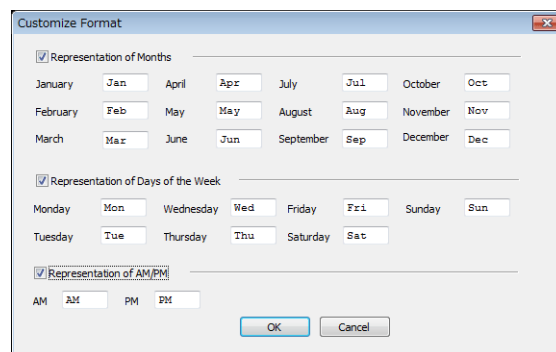 Customize Format
Representation of Months
January Jan April Apr July Jul October Oct
February Feb May May August Aug November Nov
March Mar June Jun September Sep December Dec
Representation of Days of the Week
Monday Mon Wednesday Wed Friday Fri Sunday Sun
Tuesday Tue Thursday Thu Saturday Sat
Representation of AM/PM
AM AM PM PM
OK Cancel